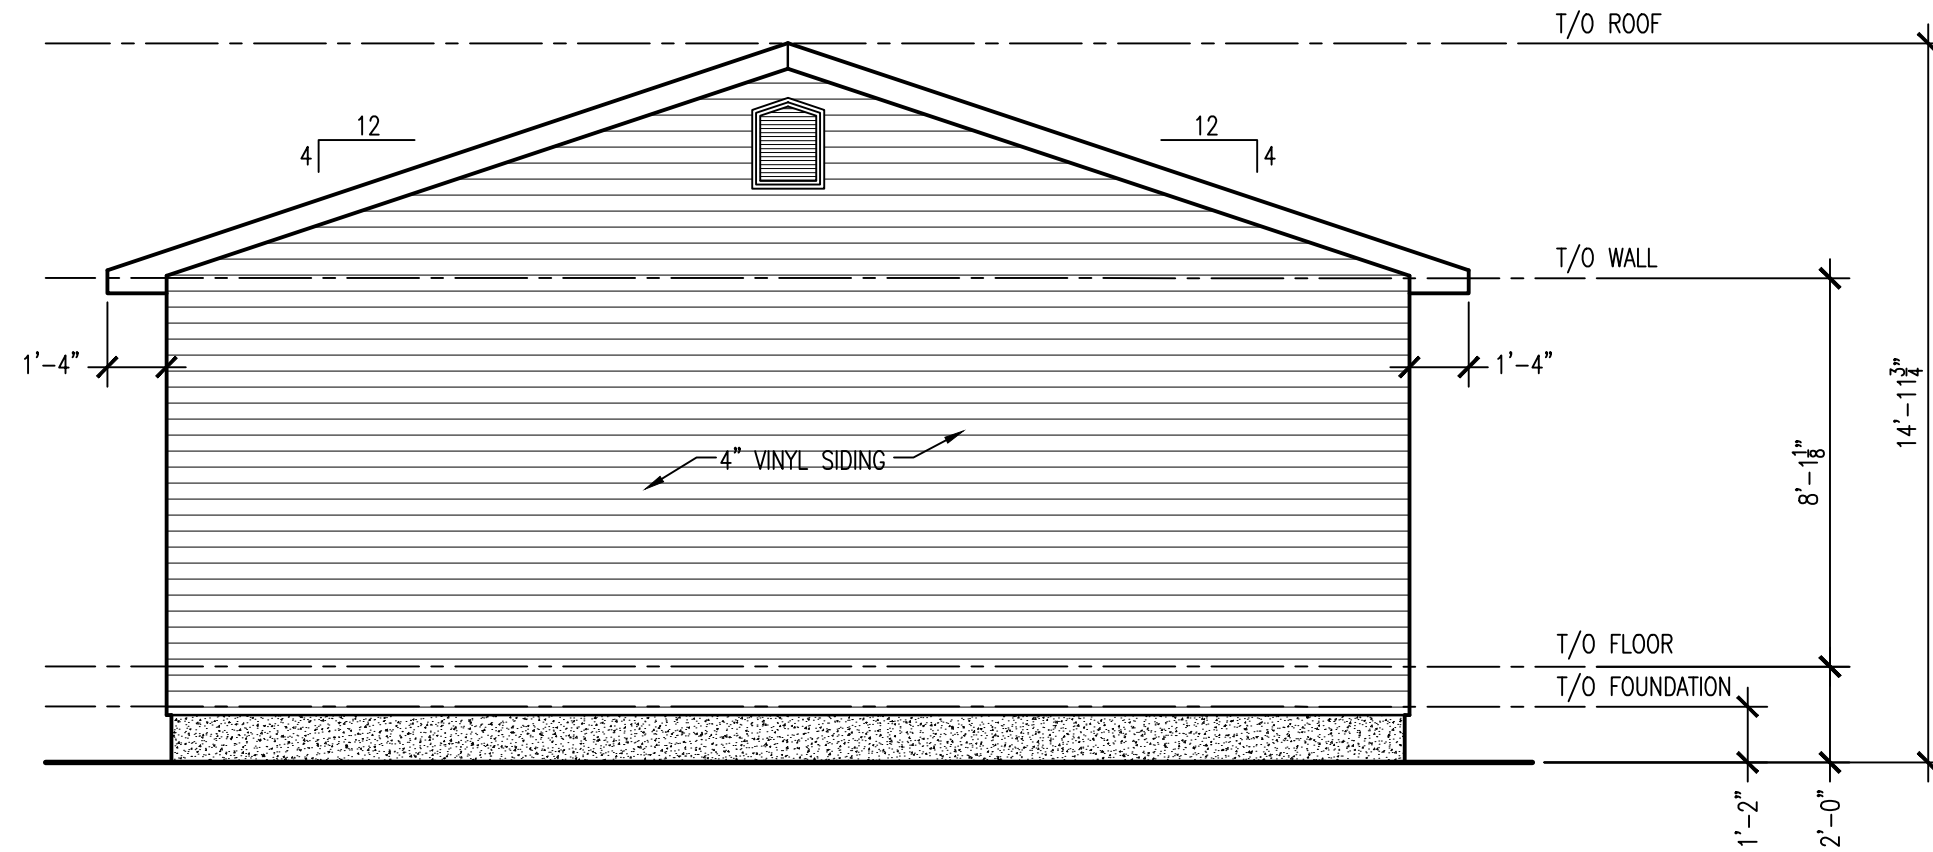 T/O ROOF
12
4
12
4
T/O WALL
1'-4"
1'-4"
14'-11 3/4"
8'-1 1/8"
4" VINYL SIDING
T/O FLOOR
T/O FOUNDATION
1'-2"
2'-0"